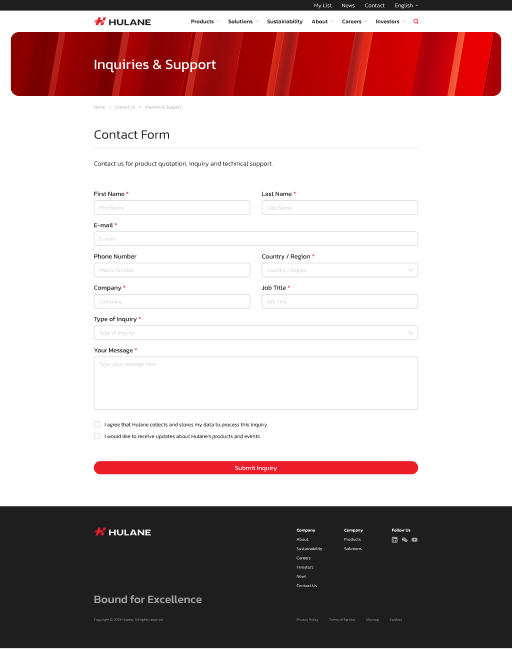 My List News Contact English
HULANE
Products Solutions Sustainability About Careers Investors
Inquiries & Support
Home > Contact Us > Inquiries & Support
Contact Form
Contact us for product quotation, inquiry and technical support.
First Name * Last Name *
First Name Last Name
E-mail *
E-mail
Phone Number Country / Region *
Phone Number Country / Region
Company * Job Title *
Company Job Title
Type of Inquiry *
Type of Inquiry
Your Message *
Type your message here
I agree that Hulane collects and stores my data to process this inquiry
I would like to receive updates about Hulane's products and events
Submit Inquiry
HULANE
Company Company Follow Us
About Products
Sustainability Solutions
Careers
Investors
News
Contact Us
Bound for Excellence
Copyright © Hulane. All rights reserved.
Privacy Policy Terms of Service Sitemap Cookies